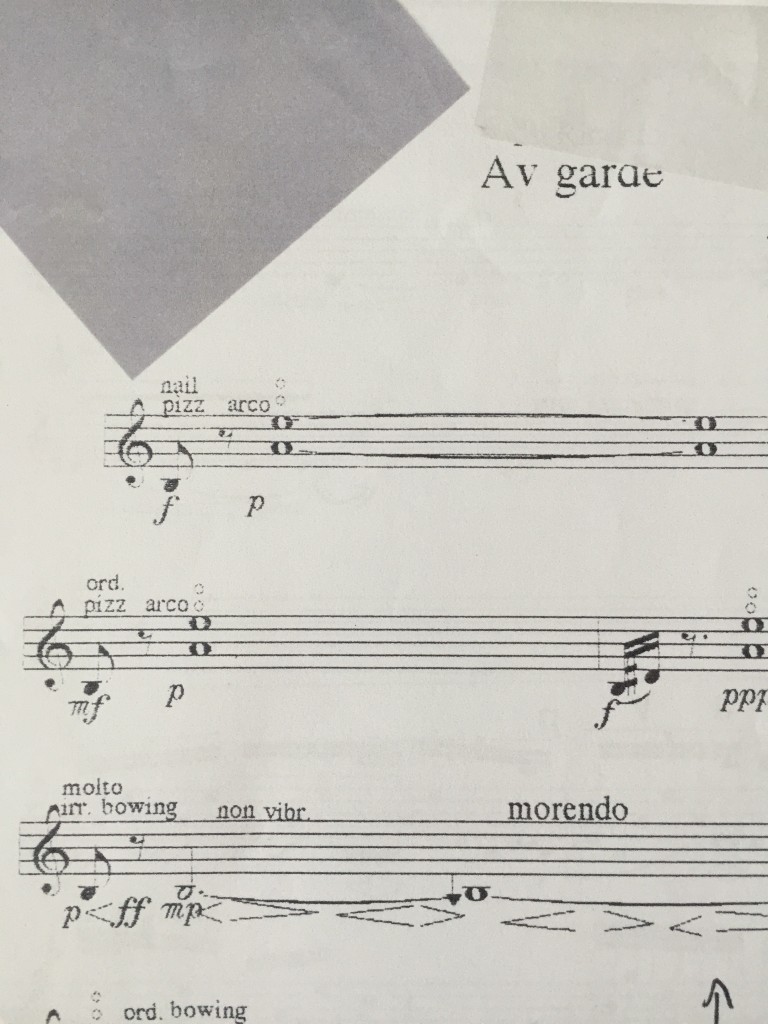 Av garde
nail
pizz arco
f p
ord.
pizz arco
mf p f ppp
molto
irr. bowing non vibr. morendo
p ff mp
ord. bowing